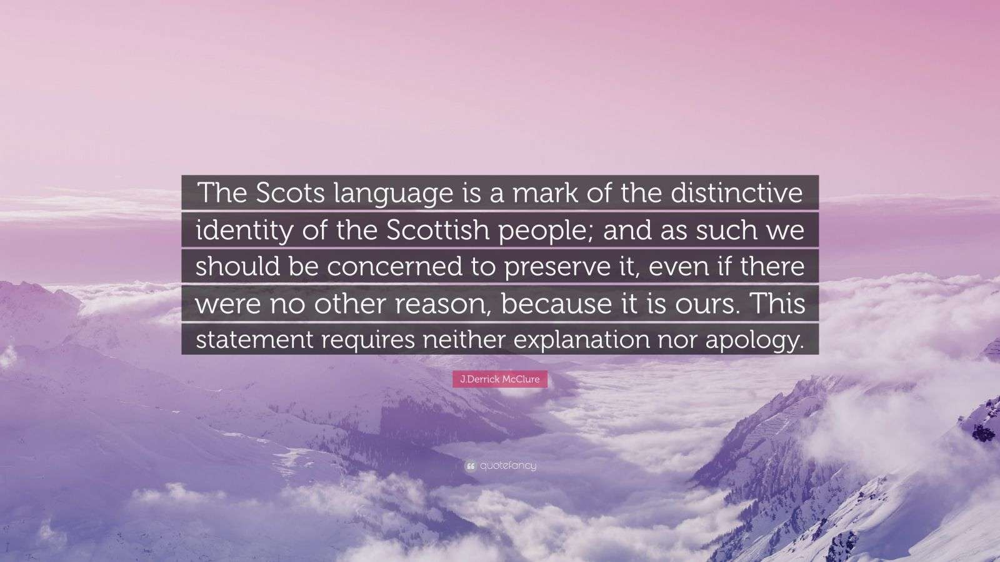 The Scots language is a mark of the distinctive
identity of the Scottish people; and as such we
should be concerned to preserve it, even if there
were no other reason, because it is ours. This
statement requires neither explanation nor apology.
J.Derrick McClure
quotefancy